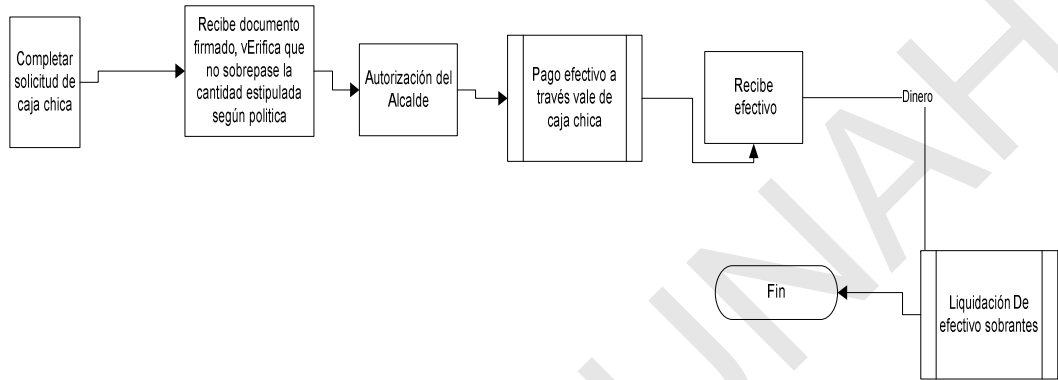 Completar
solicitud de
caja chica
Recibe documento
firmado, vErifica que
no sobrepase la
cantidad estipulada
según politica
Autorización del
Alcalde
Pago efectivo a
través vale de
caja chica
Recibe
efectivo
Dinero
Fin
Liquidación De
efectivo sobrantes
UNAH